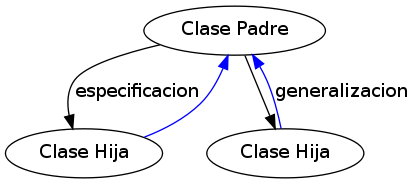 Clase Padre
especificacion
generalizacion
Clase Hija
Clase Hija